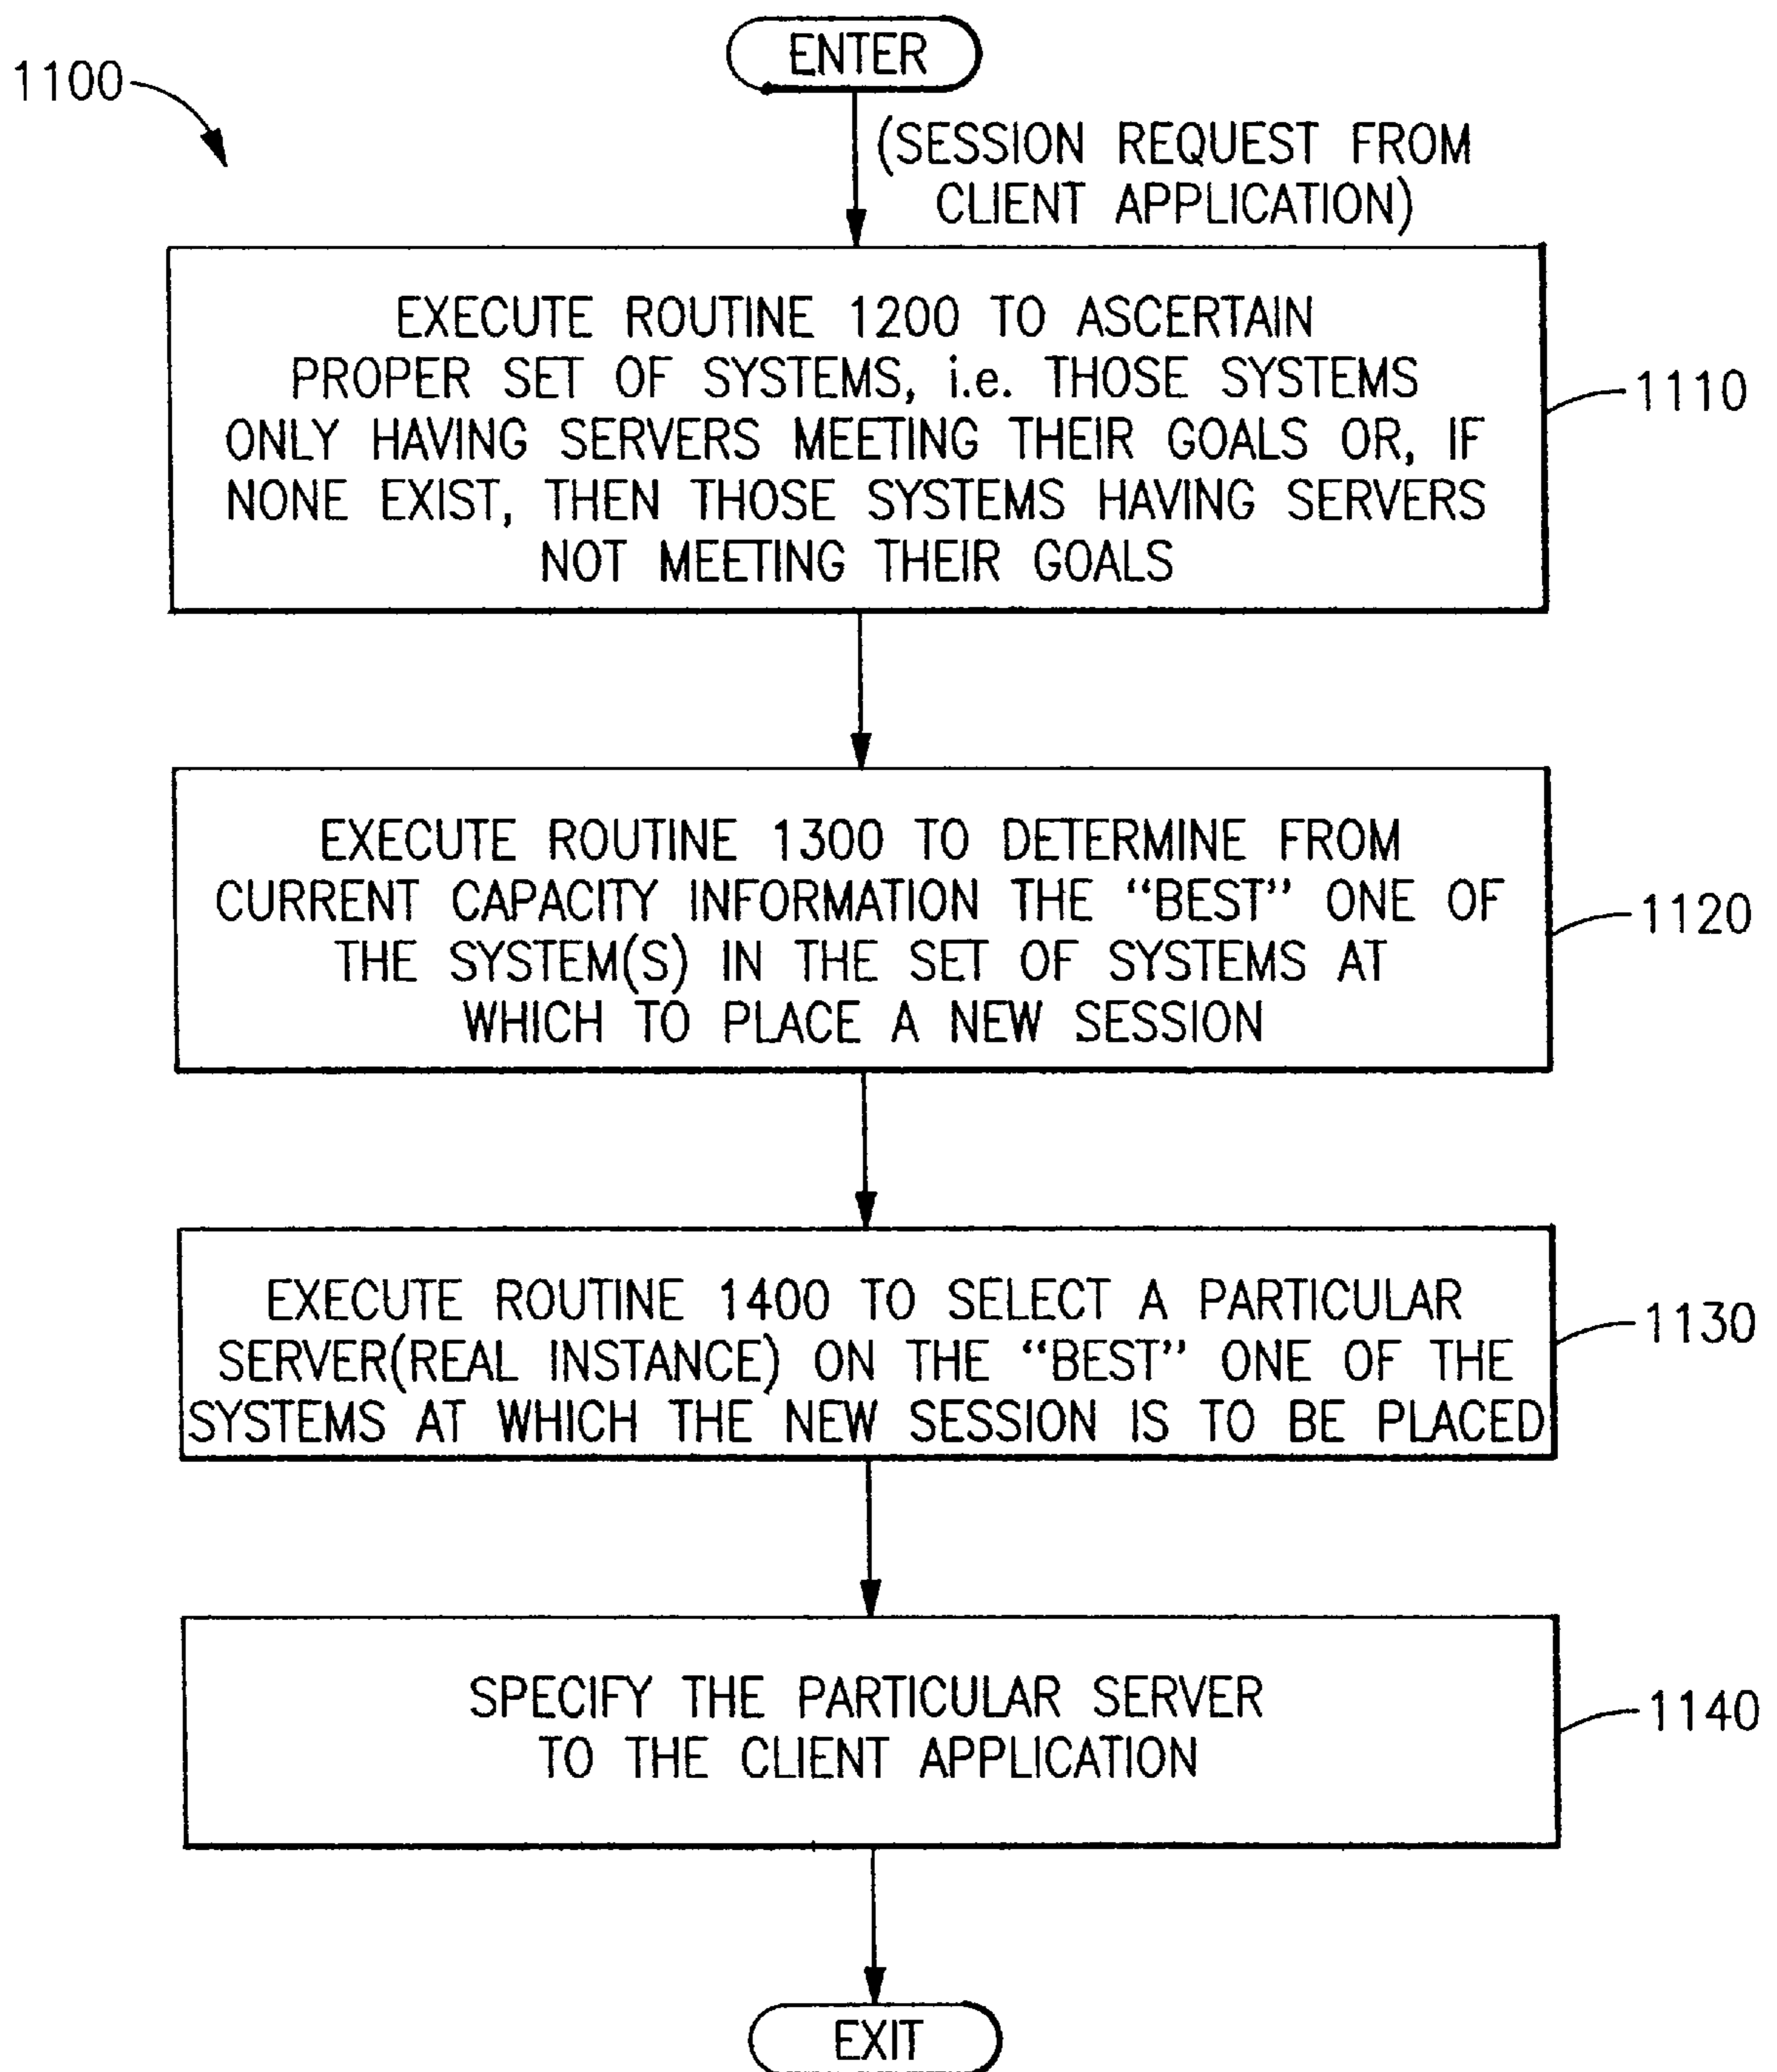 ENTER
1100
(SESSION REQUEST FROM
CLIENT APPLICATION)
EXECUTE ROUTINE 1200 TO ASCERTAIN
PROPER SET OF SYSTEMS, i.e. THOSE SYSTEMS
ONLY HAVING SERVERS MEETING THEIR GOALS OR, IF
NONE EXIST, THEN THOSE SYSTEMS HAVING SERVERS
NOT MEETING THEIR GOALS
1110
EXECUTE ROUTINE 1300 TO DETERMINE FROM
CURRENT CAPACITY INFORMATION THE “BEST” ONE OF
THE SYSTEM(S) IN THE SET OF SYSTEMS AT
WHICH TO PLACE A NEW SESSION
1120
EXECUTE ROUTINE 1400 TO SELECT A PARTICULAR
SERVER(REAL INSTANCE) ON THE “BEST” ONE OF THE
SYSTEMS AT WHICH THE NEW SESSION IS TO BE PLACED
1130
SPECIFY THE PARTICULAR SERVER
TO THE CLIENT APPLICATION
1140
EXIT